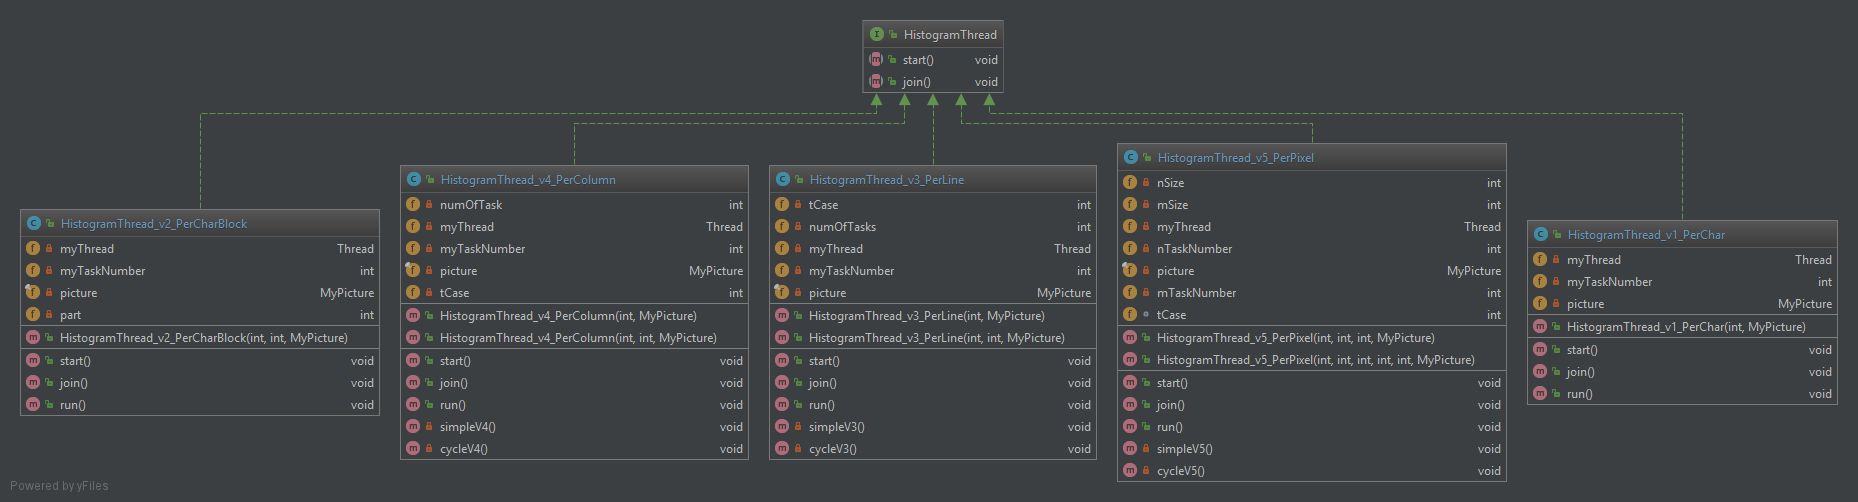 HistogramThread
start() void
join() void
HistogramThread_v2_PerCharBlock
myThread Thread
myTaskNumber int
picture MyPicture
part int
HistogramThread_v2_PerCharBlock(int, int, MyPicture)
start() void
join() void
run() void
HistogramThread_v4_PerColumn
numOfTask int
myThread Thread
myTaskNumber int
picture MyPicture
tCase int
HistogramThread_v4_PerColumn(int, MyPicture)
HistogramThread_v4_PerColumn(int, int, MyPicture)
start() void
join() void
run() void
simpleV4() void
cycleV4() void
HistogramThread_v3_PerLine
tCase int
numOfTasks int
myThread Thread
myTaskNumber int
picture MyPicture
HistogramThread_v3_PerLine(int, MyPicture)
HistogramThread_v3_PerLine(int, int, MyPicture)
start() void
join() void
run() void
simpleV3() void
cycleV3() void
HistogramThread_v5_PerPixel
nSize int
mSize int
myThread Thread
nTaskNumber int
picture MyPicture
mTaskNumber int
tCase int
HistogramThread_v5_PerPixel(int, int, int, MyPicture)
HistogramThread_v5_PerPixel(int, int, int, int, int, MyPicture)
start() void
join() void
run() void
simpleV5() void
cycleV5() void
HistogramThread_v1_PerChar
myThread Thread
myTaskNumber int
picture MyPicture
HistogramThread_v1_PerChar(int, MyPicture)
start() void
join() void
run() void
Powered by yFiles